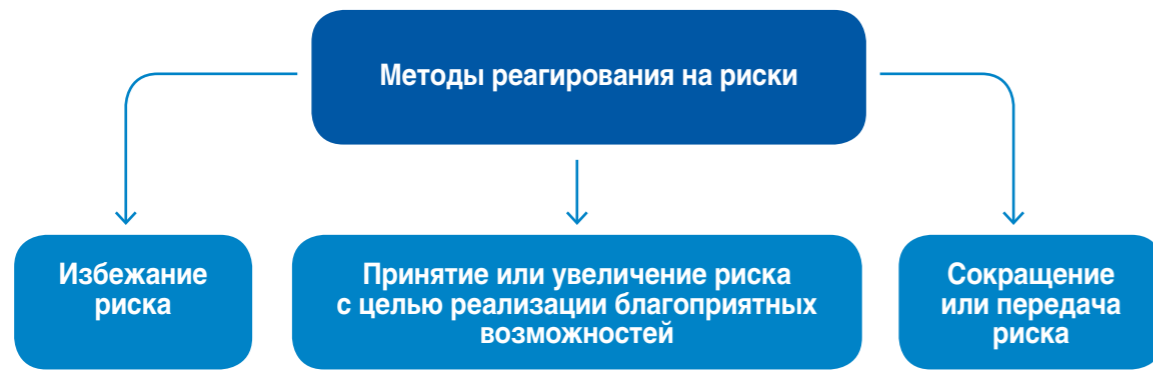 Методы реагирования на риски
Избежание
риска
Принятие или увеличение риска
с целью реализации благоприятных
возможностей
Сокращение
или передача
риска